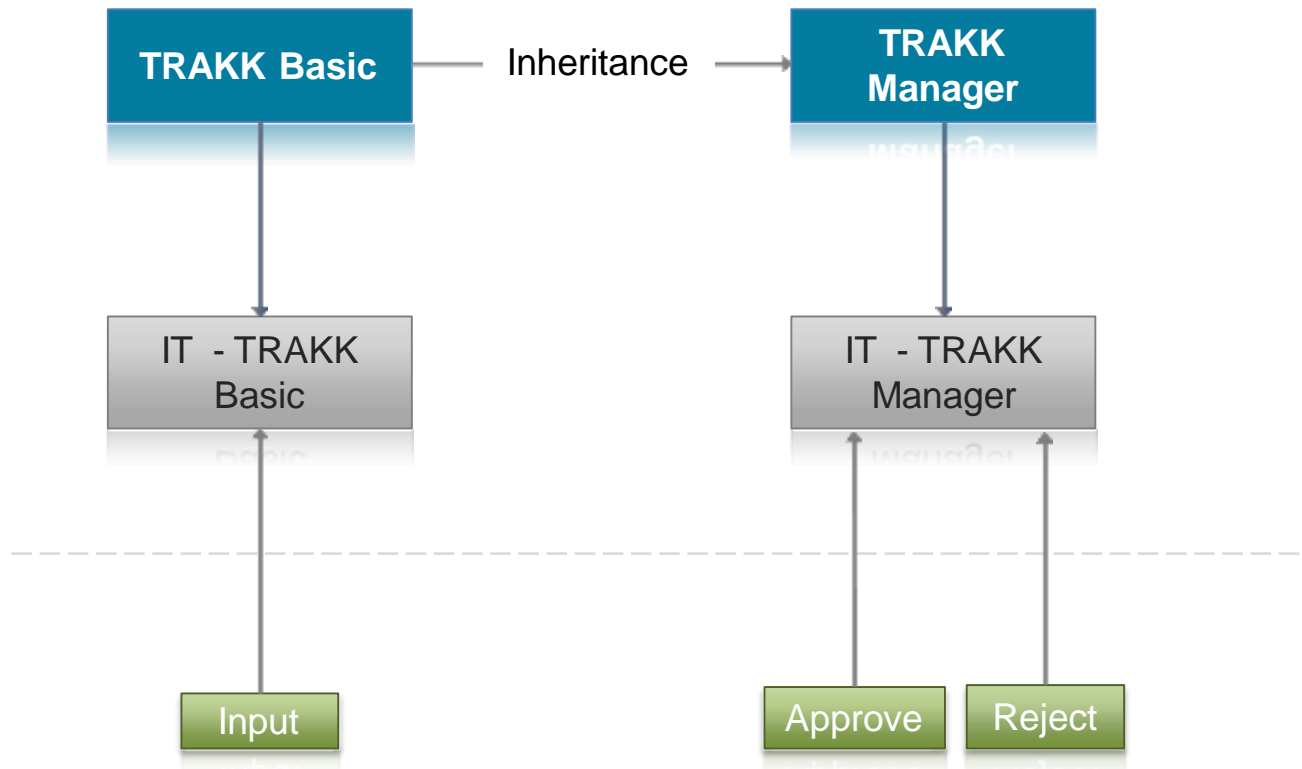 TRAKK Basic
Inheritance
TRAKK
Manager
IT - TRAKK
Basic
IT - TRAKK
Manager
Input
Approve
Reject